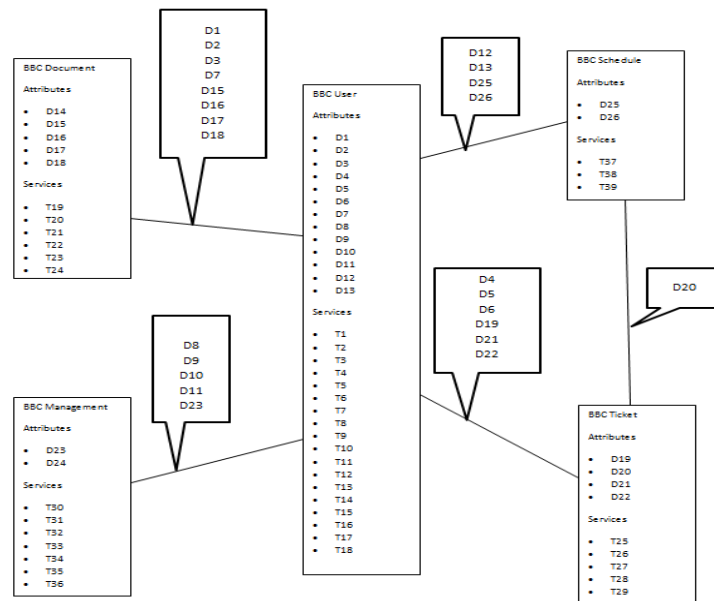 D1
D2
D3
D7
D15
D16
D17
D18
BBC Document
Attributes
• D14
• D15
• D16
• D17
• D18
Services
• T19
• T20
• T21
• T22
• T23
• T24
BBC User
Attributes
• D1
• D2
• D3
• D4
• D5
• D6
• D7
• D8
• D9
• D10
• D11
• D12
• D13
Services
• T1
• T2
• T3
• T4
• T5
• T6
• T7
• T8
• T9
• T10
• T11
• T12
• T13
• T14
• T15
• T16
• T17
• T18
D12
D13
D25
D26
BBC Schedule
Attributes
• D25
• D26
Services
• T37
• T38
• T39
D4
D5
D6
D19
D21
D22
D20
D8
D9
D10
D11
D23
BBC Management
Attributes
• D23
• D24
Services
• T30
• T31
• T32
• T33
• T34
• T35
• T36
BBC Ticket
Attributes
• D19
• D20
• D21
• D22
Services
• T25
• T26
• T27
• T28
• T29